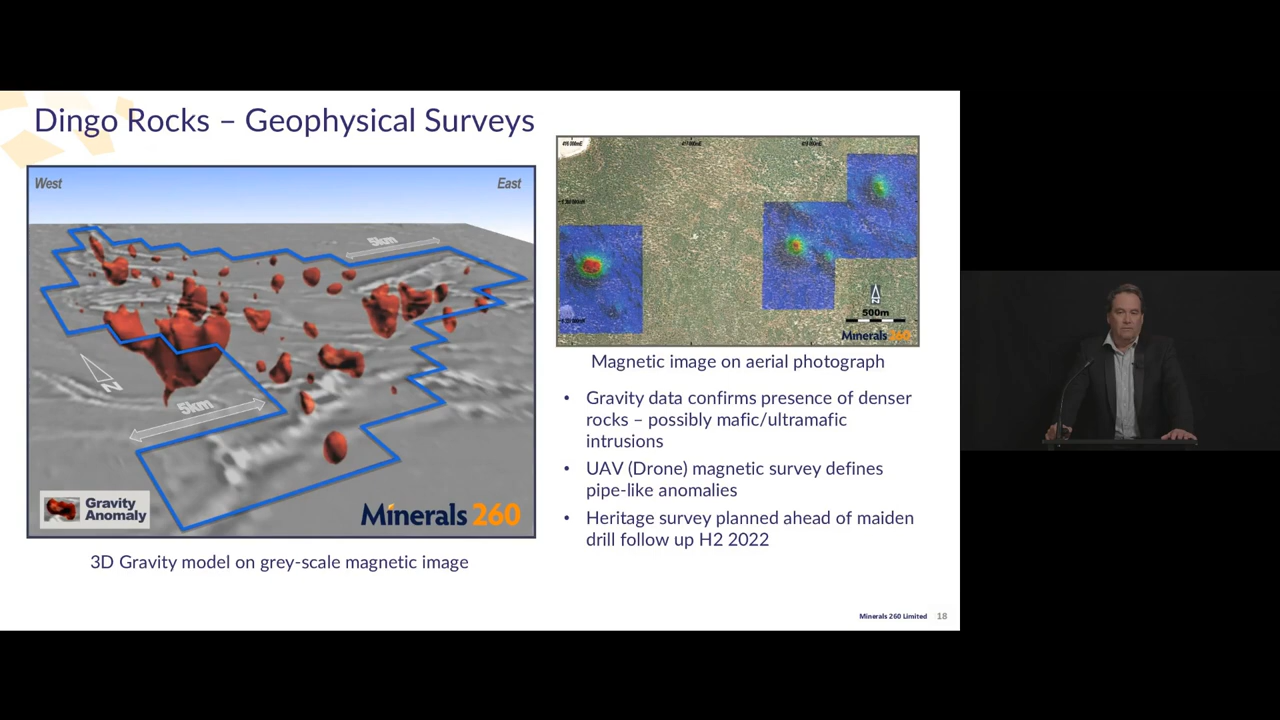 Dingo Rocks – Geophysical Surveys
West
East
5km
N
5km
Gravity
Anomaly
Minerals 260
3D Gravity model on grey-scale magnetic image
500m
Minerals 260
Magnetic image on aerial photograph
• Gravity data confirms presence of denser
rocks – possibly mafic/ultramafic
intrusions
• UAV (Drone) magnetic survey defines
pipe-like anomalies
• Heritage survey planned ahead of maiden
drill follow up H2 2022
Minerals 260 Limited 18